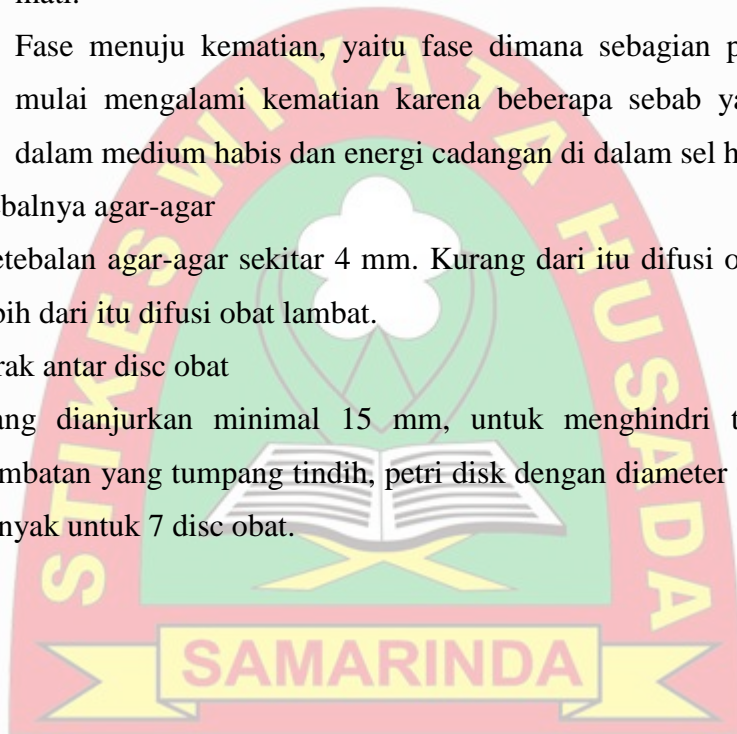 mati.
Fase menuju kematian, yaitu fase dimana sebagian p
mulai mengalami kematian karena beberapa sebab ya
dalam medium habis dan energi cadangan di dalam sel h
balnya agar-agar
etebalan agar-agar sekitar 4 mm. Kurang dari itu difusi o
bih dari itu difusi obat lambat.
rak antar disc obat
ang dianjurkan minimal 15 mm, untuk menghindri t
mbatan yang tumpang tindih, petri disk dengan diameter
nyak untuk 7 disc obat.
STIKES WIYATA HUSADA
SAMARINDA